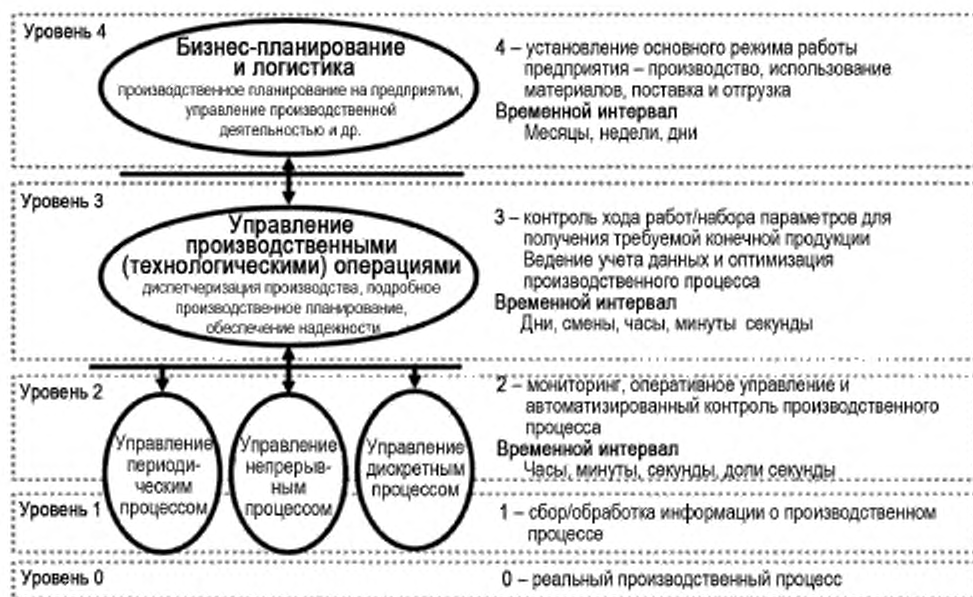 Уровень 4
Бизнес-планирование
и логистика
производственное планирование на предприятии,
управление производственной
деятельностью и др.
4 – установление основного режима работы
предприятия – производство, использование
материалов, поставка и отгрузка
Временной интервал
Месяцы, недели, дни
Уровень 3
Управление
производственными
(технологическими) операциями
диспетчеризация производства, подробное
производственное планирование,
обеспечение надежности
3 – контроль хода работ/набора параметров для
получения требуемой конечной продукции
Ведение учета данных и оптимизация
производственного процесса
Временной интервал
Дни, смены, часы, минуты секунды
Уровень 2
Управление
периоди-
ческим
процессом
Управление
непрерыв-
ным
процессом
Управление
дискретным
процессом
2 – мониторинг, оперативное управление и
автоматизированный контроль производственного
процесса
Временной интервал
Часы, минуты, секунды, доли секунды
Уровень 1
1 – сбор/обработка информации о производственном
процессе
Уровень 0
0 – реальный производственный процесс